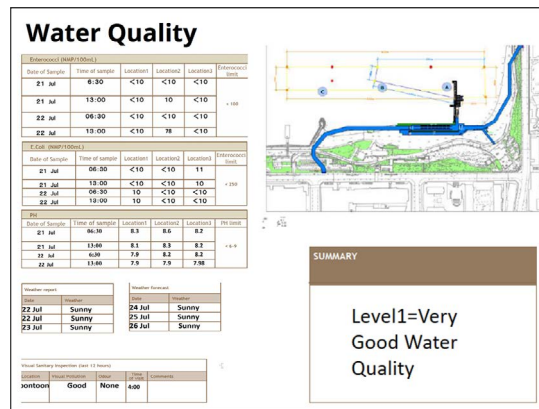 Water Quality
Enterococci (NMP/100mL)
Date of Sample Time of sample Location1 Location2 Location3 Enterococci limit
21 Jul 6:30 <10 <10 <10
21 Jul 13:00 <10 10 <10
22 Jul 06:30 <10 <10 <10
22 Jul 13:00 <10 78 <10
E.Coli (NMP/100mL)
Date of Sample Time of sample Location1 Location2 Location3 Enterococci limit
21 Jul 06:30 <10 <10 11
21 Jul 13:00 <10 <10 10
22 Jul 06:30 10 <10 <10
22 Jul 13:00 10 <10 <10
PH
Date of Sample Time of sample Location1 Location2 Location3 PH limit
21 Jul 06:30 8.3 8.6 8.2
21 Jul 13:00 8.1 8.3 8.2
22 Jul 6:30 7.9 8.2 8.2
22 Jul 13:00 7.9 7.9 7.98
Weather report
Date Weather
22 Jul Sunny
22 Jul Sunny
23 Jul Sunny
Weather forecast
Date Weather
24 Jul Sunny
25 Jul Sunny
26 Jul Sunny
Visual Sanitary Inspection (last 12 hours)
Location Visual Pollution Odour Time of visit Comments
pontoon Good None 4:00
C B A
SUMMARY
Level1=Very
Good Water
Quality